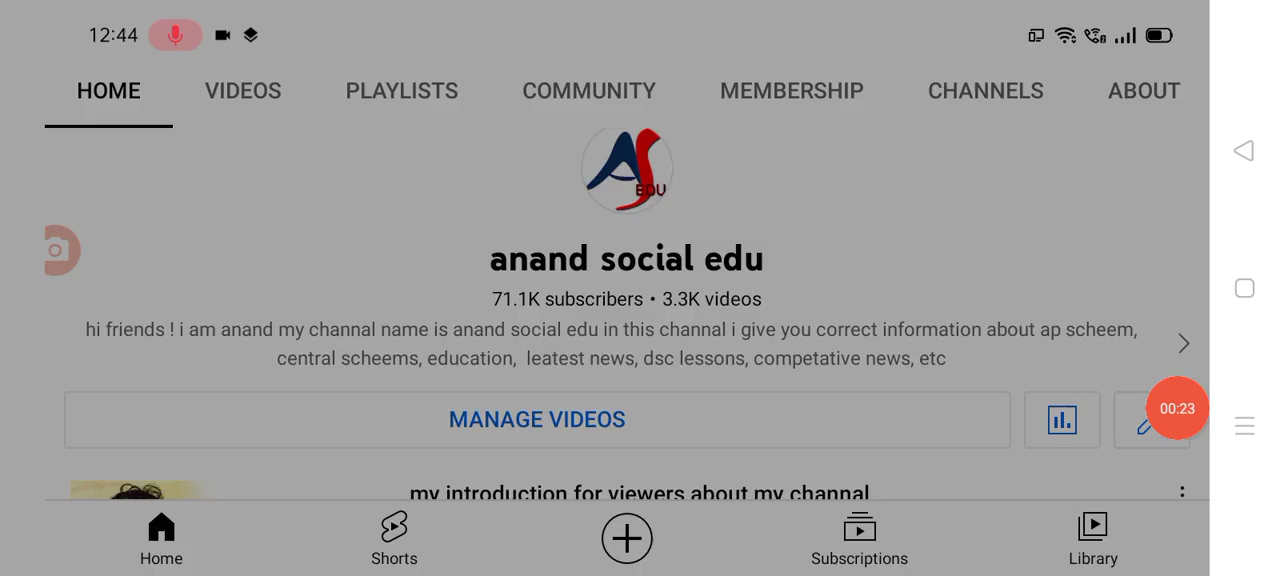 12:44
HOME VIDEOS PLAYLISTS COMMUNITY MEMBERSHIP CHANNELS ABOUT
AS
EDU
anand social edu
71.1K subscribers • 3.3K videos
hi friends ! i am anand my channal name is anand social edu in this channal i give you correct information about ap scheem,
central scheems, education, leatest news, dsc lessons, competative news, etc
MANAGE VIDEOS
00:23
my introduction for viewers about my channal
Home Shorts Subscriptions Library